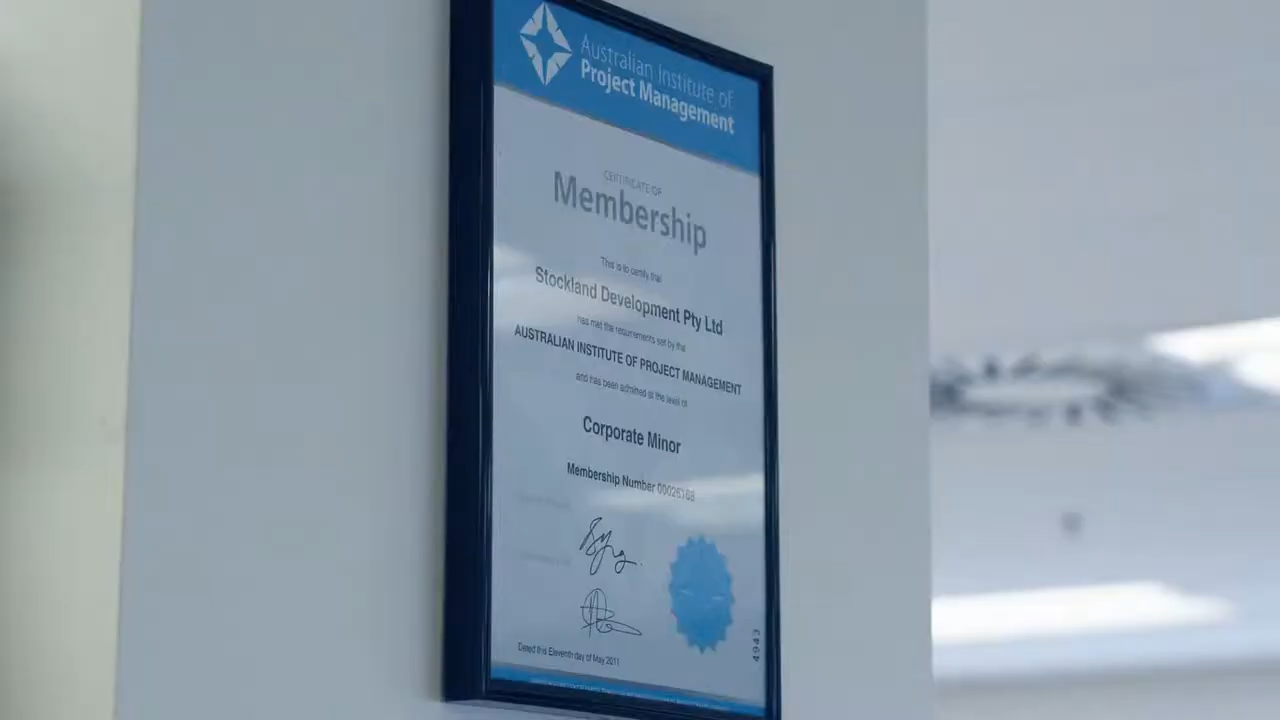 Australian Institute of
Project Management
CERTIFICATE OF
Membership
This is to certify that
Stockland Development Pty Ltd
has met the requirements set by the
AUSTRALIAN INSTITUTE OF PROJECT MANAGEMENT
and has been admitted at the level of
Corporate Minor
Membership Number
Dated this Eleventh day of May 2011
4943